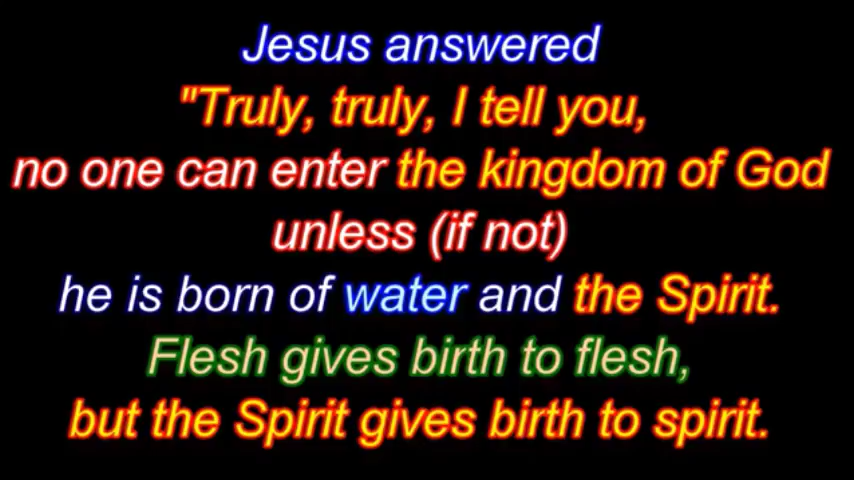 Jesus answered
"Truly, truly, I tell you,
no one can enter the kingdom of God
unless (if not)
he is born of water and the Spirit.
Flesh gives birth to flesh,
but the Spirit gives birth to spirit.